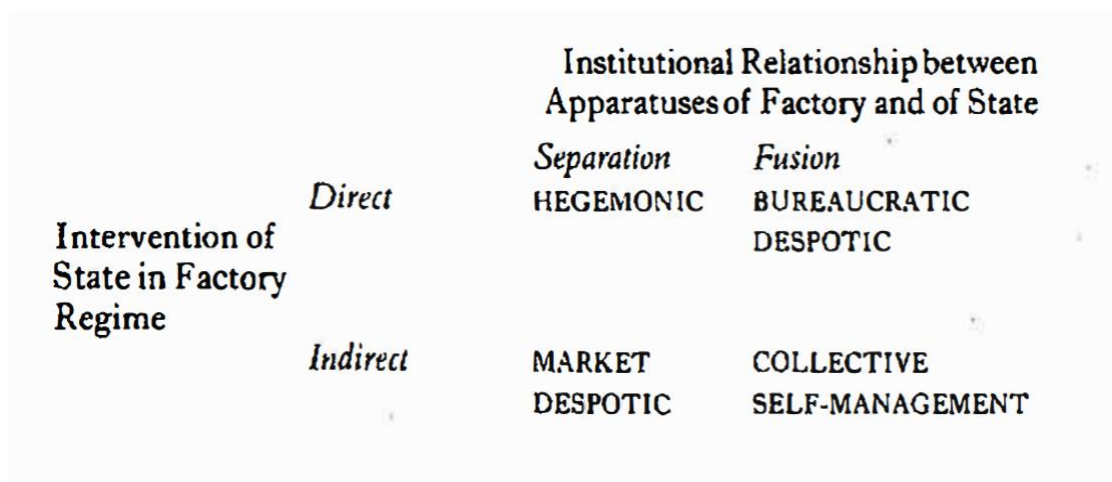 Institutional Relationship between
Apparatuses of Factory and of State
Separation Fusion
Direct HEGEMONIC BUREAUCRATIC
DESPOTIC
Intervention of
State in Factory
Regime
Indirect MARKET COLLECTIVE
DESPOTIC SELF-MANAGEMENT